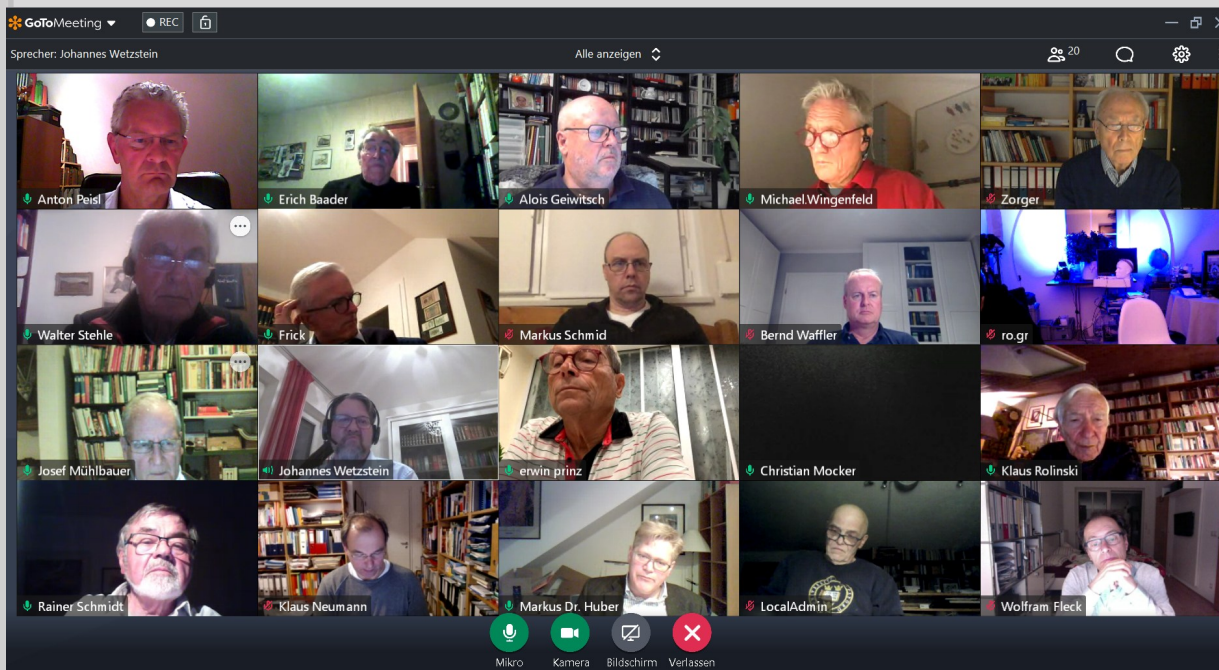 GoToMeeting
REC
Sprecher: Johannes Wetzstein
Alle anzeigen
20
Anton Peisl
Erich Baader
Alois Geiwitsch
Michael.Wingenfeld
Zorger
Walter Stehle
Frick
Markus Schmid
Bernd Waffler
ro.gr
Josef Mühlbauer
Johannes Wetzstein
erwin prinz
Christian Mocker
Klaus Rolinski
Rainer Schmidt
Klaus Neumann
Markus Dr. Huber
LocalAdmin
Wolfram Fleck
Mikro
Kamera
Bildschirm
Verlassen